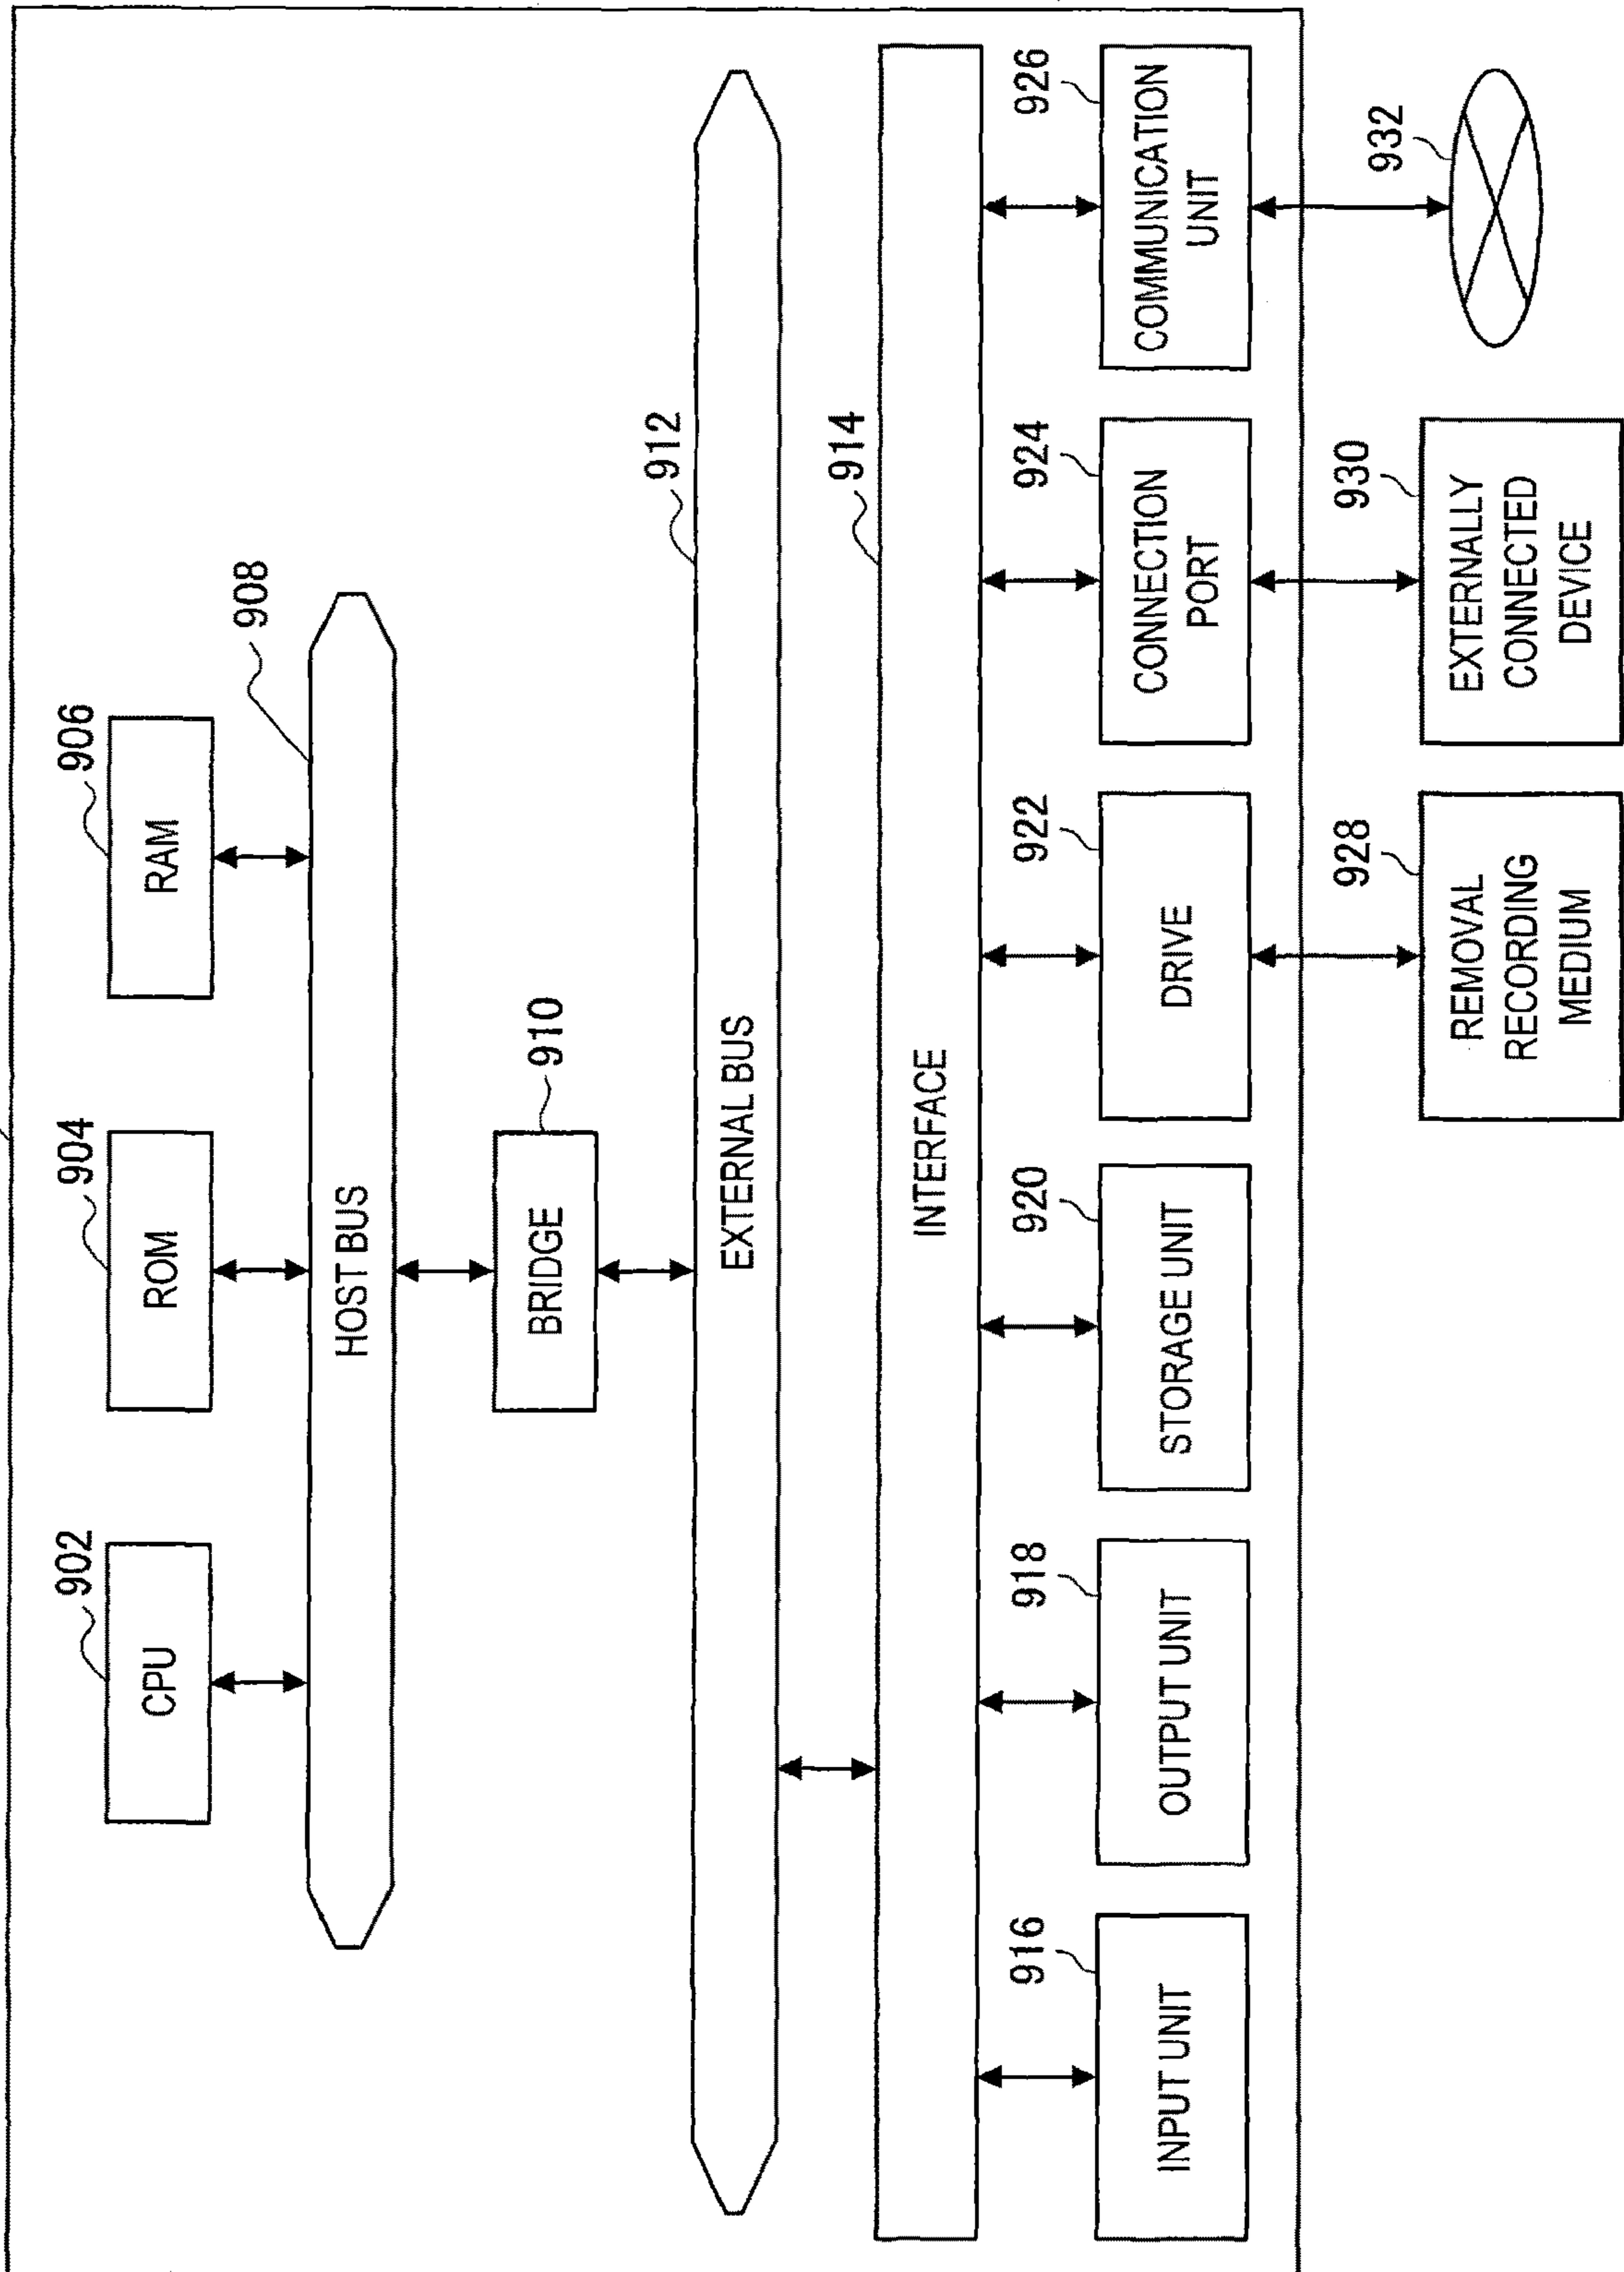 902
CPU
904
ROM
906
RAM
908
HOST BUS
910
BRIDGE
912
EXTERNAL BUS
914
INTERFACE
916
INPUT UNIT
918
OUTPUT UNIT
920
STORAGE UNIT
922
DRIVE
924
CONNECTION
PORT
926
COMMUNICATION
UNIT
928
REMOVAL
RECORDING
MEDIUM
930
EXTERNALLY
CONNECTED
DEVICE
932